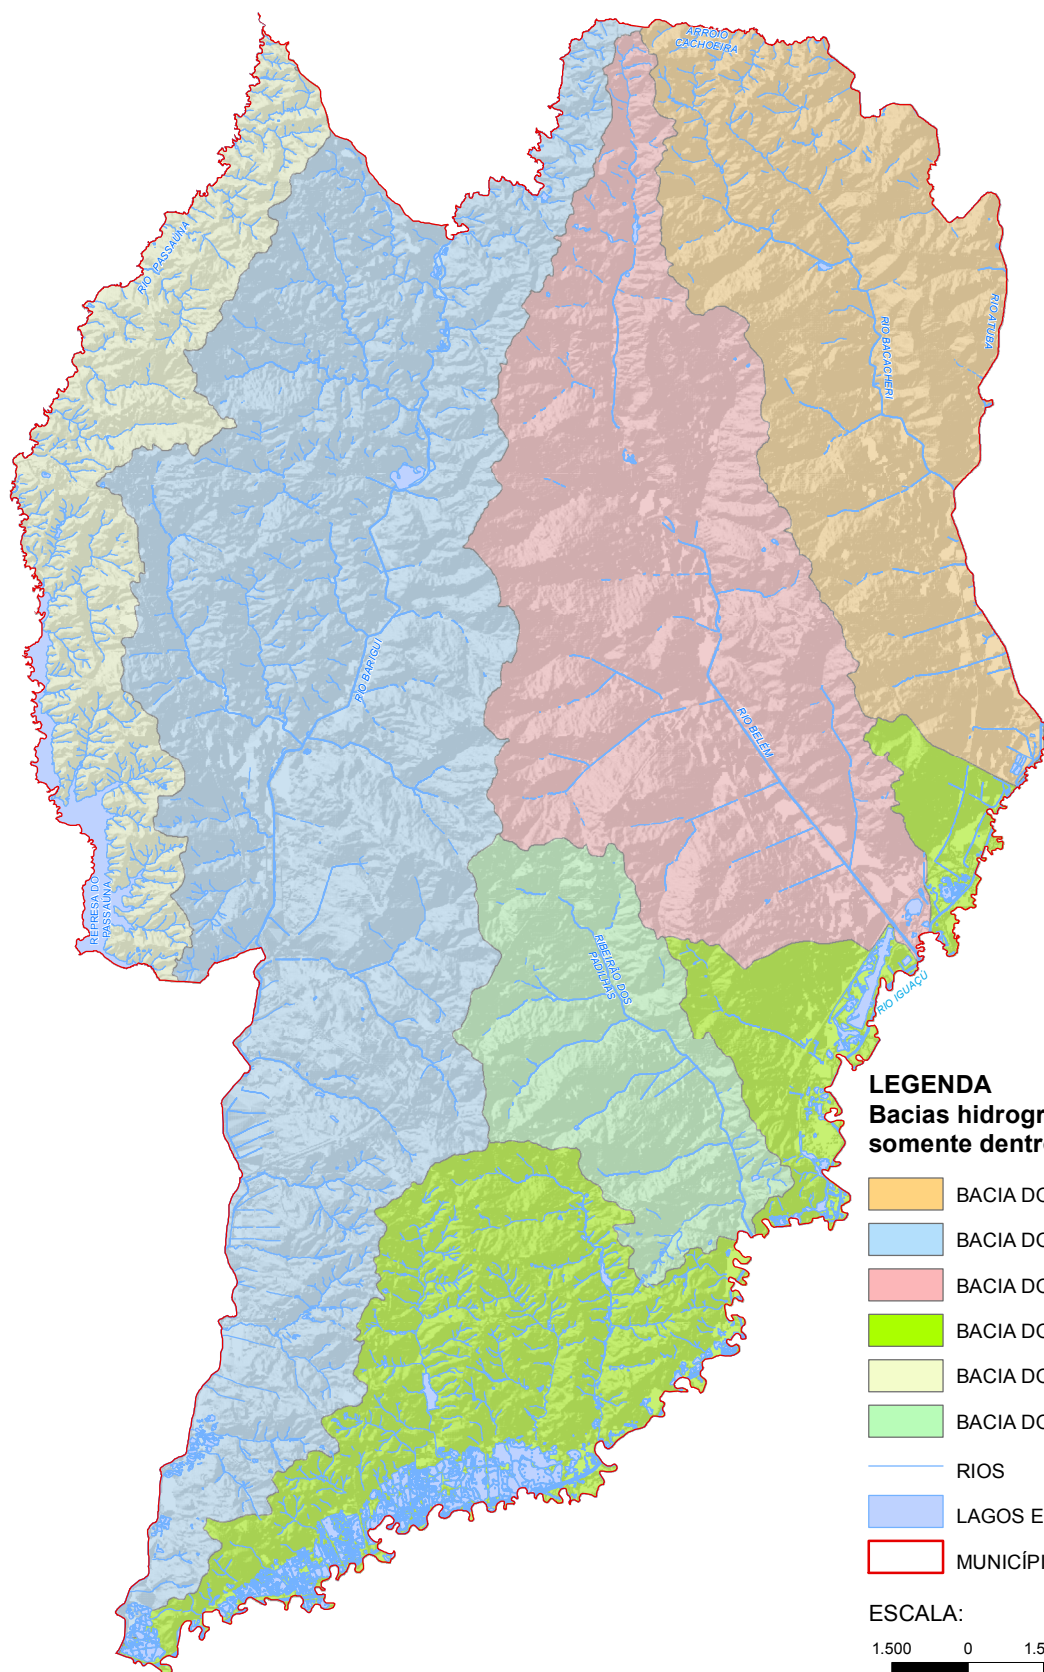 ARROIO
CACHOEIRA
RIO PASSAÚNA
RIO ATUBA
RIO BACACHERI
RIO BARIGUI
RIO BELÉM
REPRESA DO
PASSAÚNA
RIBEIRÃO DOS
PADILHAS
RIO IGUAÇÚ
LEGENDA
Bacias hidrogr
somente dentr
BACIA DO
BACIA DO
BACIA DO
BACIA DO
BACIA DO
BACIA DO
RIOS
LAGOS E
MUNICÍPI
ESCALA:
1.500 0 1.5